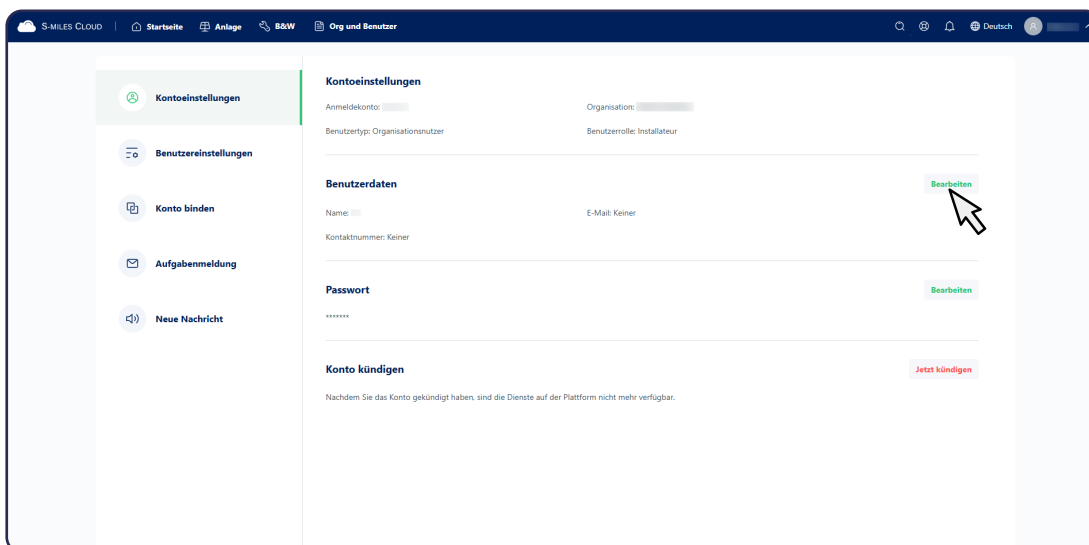 S-MILES CLOUD Startseite Anlage B&W Org und Benutzer Deutsch
Kontoeinstellungen
Benutzereinstellungen
Konto binden
Aufgabenmeldung
Neue Nachricht
Kontoeinstellungen
Anmeldekonto: Organisation:
Benutzertyp: Organisationsnutzer Benutzerrolle: Installateur
Benutzerdaten Bearbeiten
Name: E-Mail: Keiner
Kontaktnummer: Keiner
Passwort Bearbeiten
*******
Konto kündigen Jetzt kündigen
Nachdem Sie das Konto gekündigt haben, sind die Dienste auf der Plattform nicht mehr verfügbar.